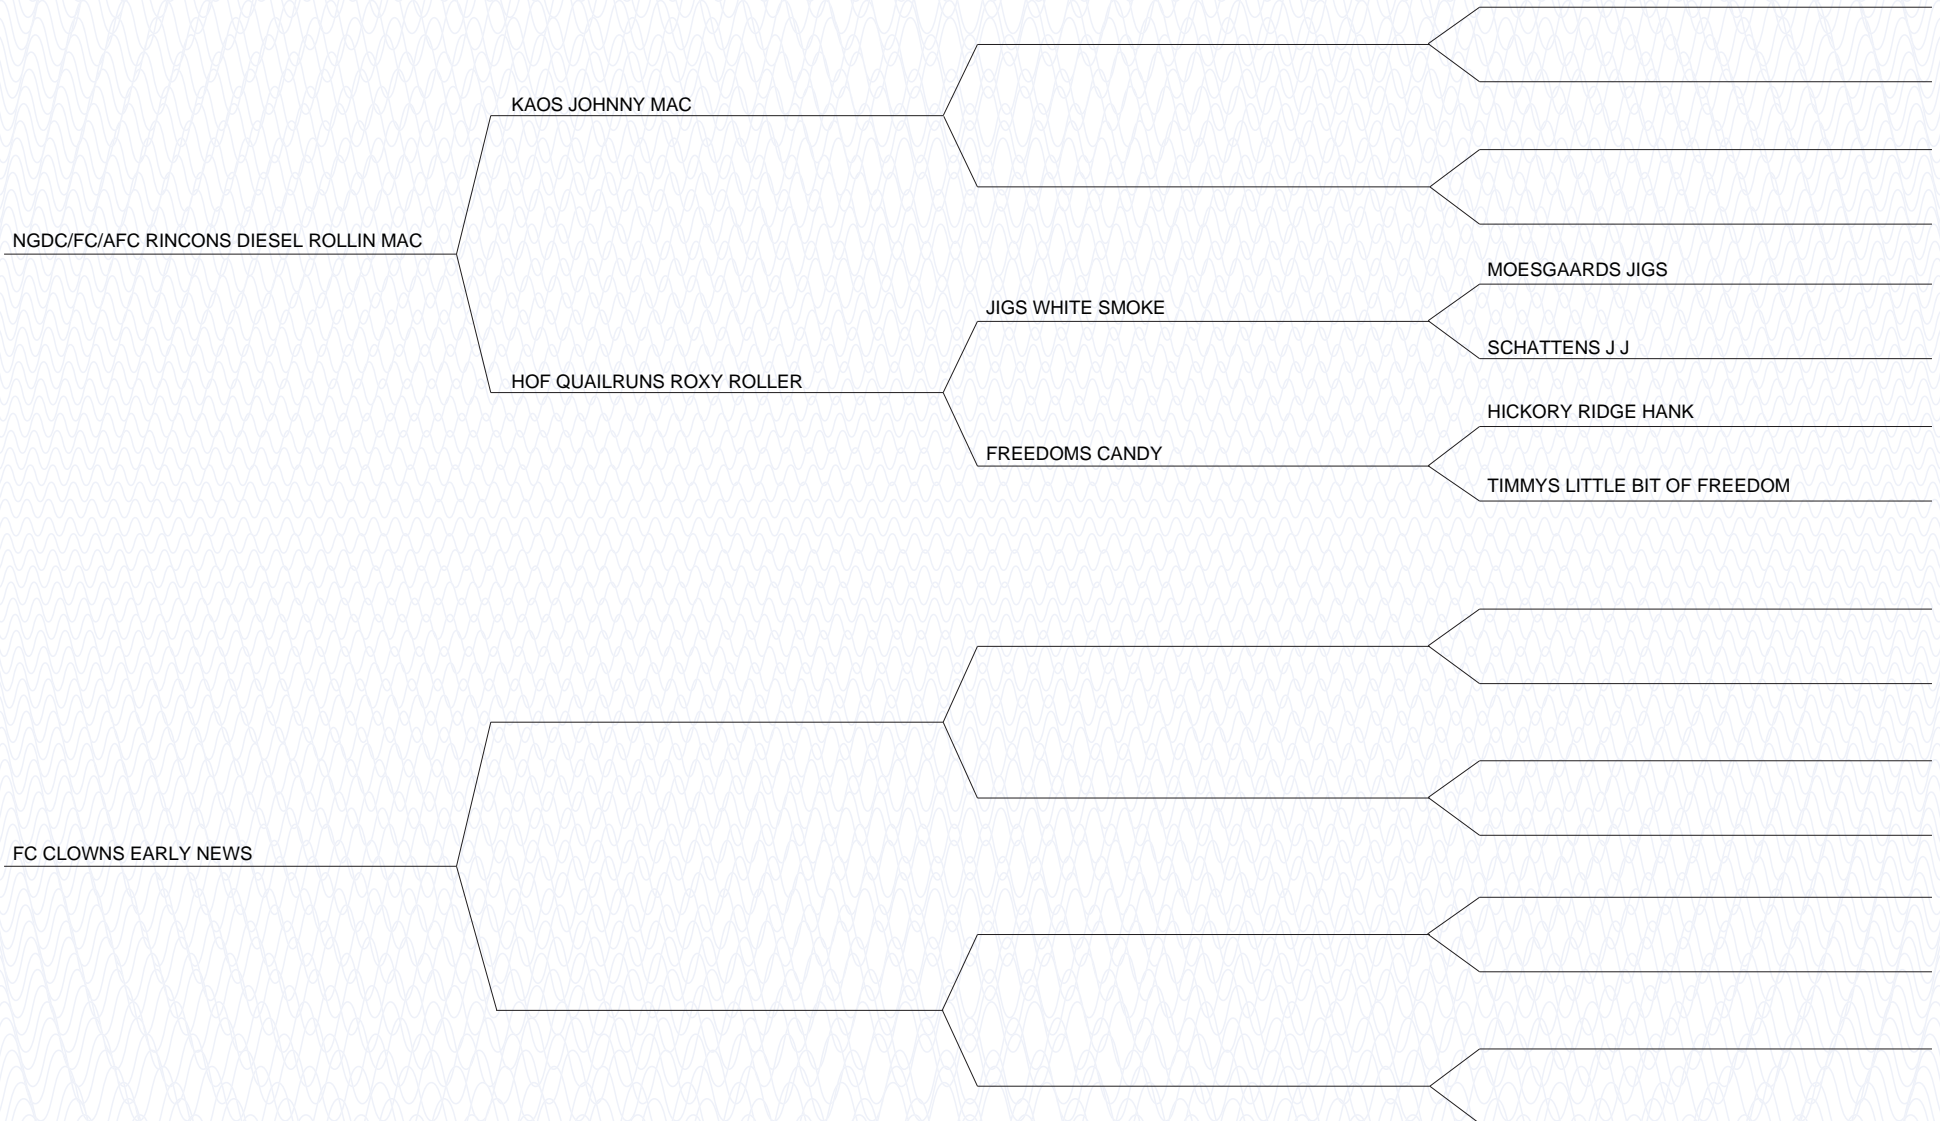 KAOS JOHNNY MAC
NGDC/FC/AFC RINCONS DIESEL ROLLIN MAC
MOESGAARDS JIGS
JIGS WHITE SMOKE
SCHATTENS J J
HOF QUAILRUNS ROXY ROLLER
HICKORY RIDGE HANK
FREEDOMS CANDY
TIMMYS LITTLE BIT OF FREEDOM
FC CLOWNS EARLY NEWS